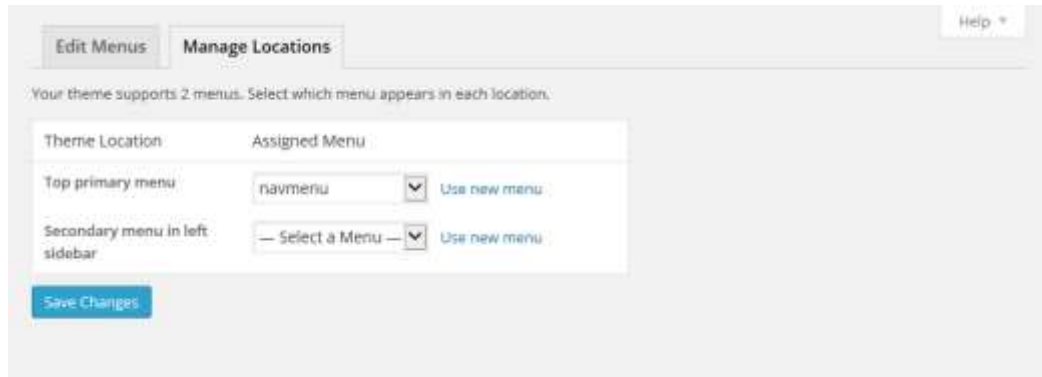 Help
Edit Menus Manage Locations
Your theme supports 2 menus. Select which menu appears in each location.
Theme Location Assigned Menu
Top primary menu navmenu Use new menu
Secondary menu in left sidebar — Select a Menu — Use new menu
Save Changes